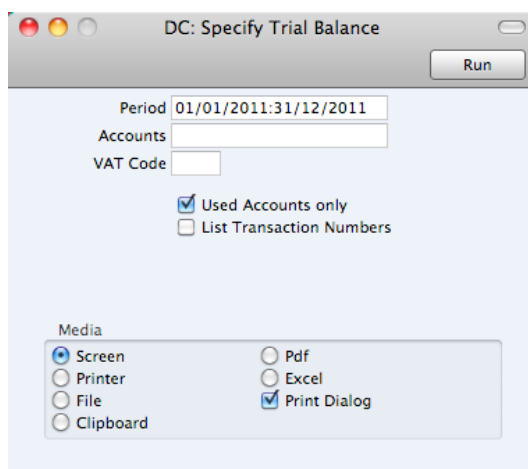 DC: Specify Trial Balance
Run
Period 01/01/2011:31/12/2011
Accounts
VAT Code
Used Accounts only
List Transaction Numbers
Media
Screen Pdf
Printer Excel
File Print Dialog
Clipboard